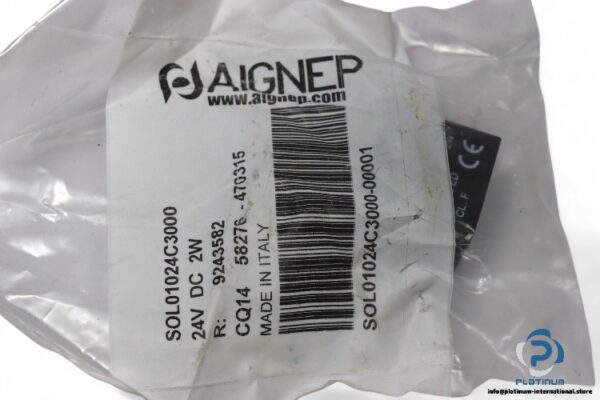 AIGNEP
www.aignep.com
SOL01024C3000
24V DC 2W
R: 9243582
CQ14 58276 -470315
MADE IN ITALY
SOL01024C3000-00001
CL.F
CE
PLATINUM
info@platinum-international.store